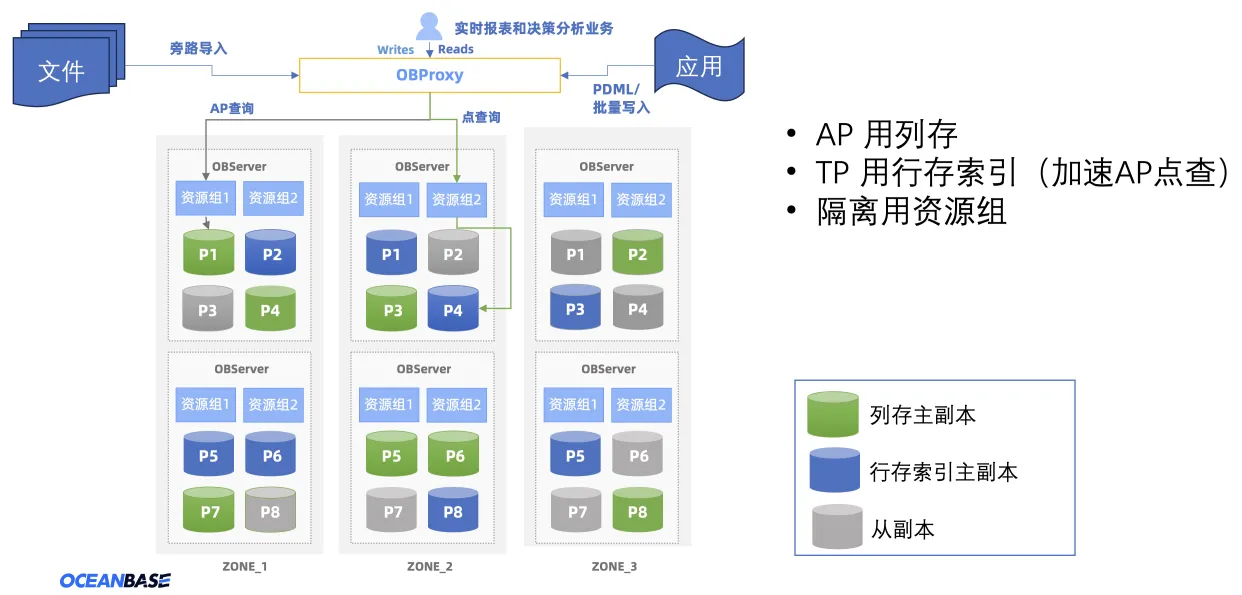 文件
旁路导入
实时报表和决策分析业务
Writes
Reads
OBProxy
应用
PDML/
批量写入
AP查询
点查询
• AP 用列存
• TP 用行存索引（加速AP点查）
• 隔离用资源组
OBServer
资源组1 资源组2
P1 P2
P3 P4
OBServer
资源组1 资源组2
P1 P2
P3 P4
OBServer
资源组1 资源组2
P1 P2
P3 P4
OBServer
资源组1 资源组2
P5 P6
P7 P8
OBServer
资源组1 资源组2
P5 P6
P7 P8
OBServer
资源组1 资源组2
P5 P6
P7 P8
ZONE_1
ZONE_2
ZONE_3
列存主副本
行存索引主副本
从副本
OCEANBASE